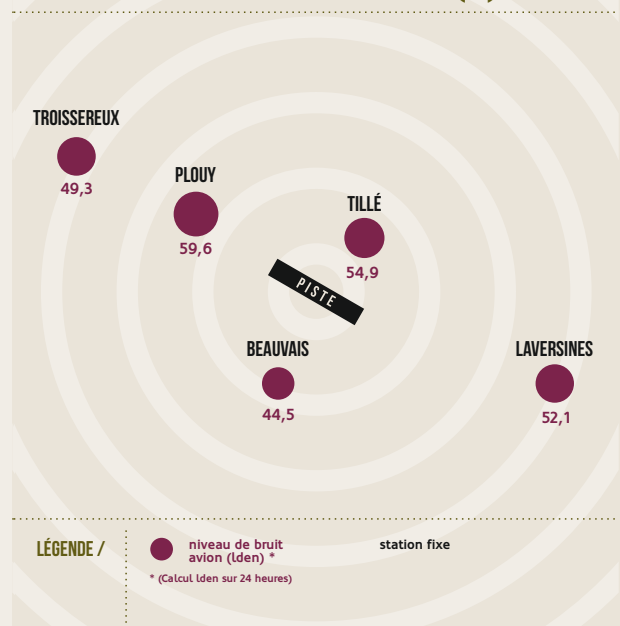 TROISSEREUX
49,3
PLOUY
59,6
TILLÉ
54,9
PISTE
BEAUVAIS
44,5
LAVERSINES
52,1
LÉGENDE /
niveau de bruit
avion (lden) *
station fixe
* (Calcul lden sur 24 heures)